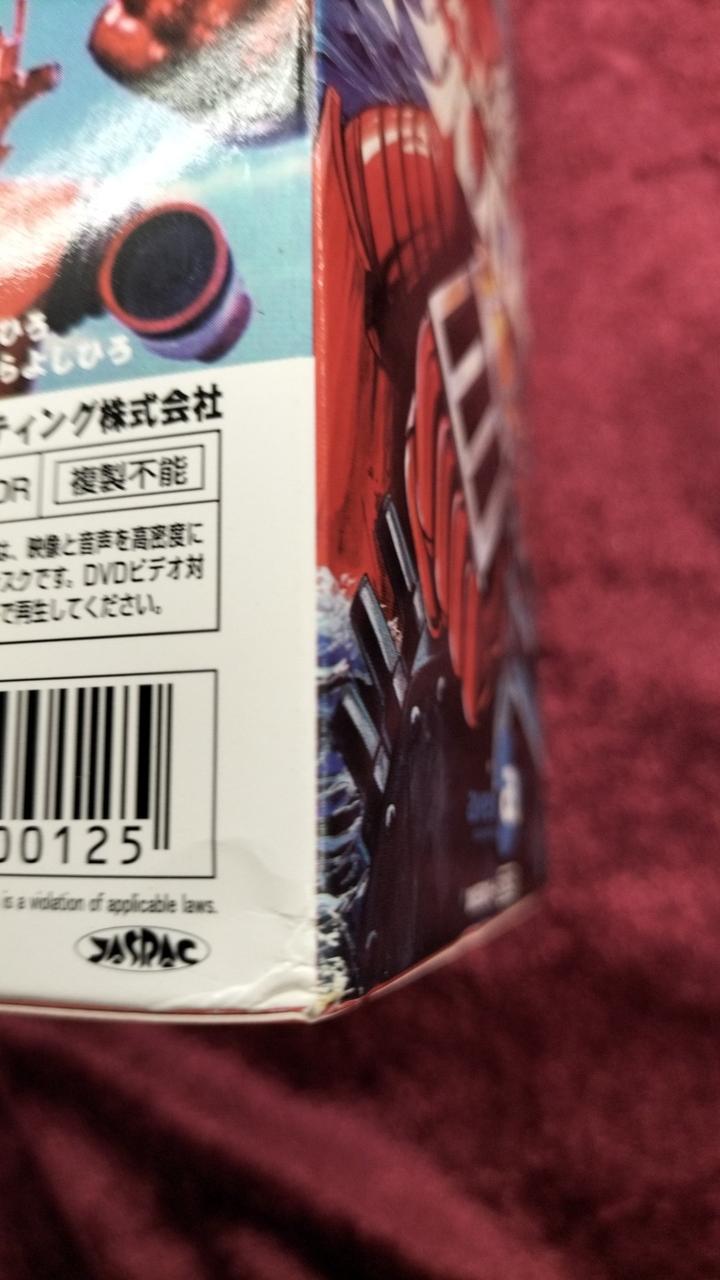 ひろ
らよしひろ
ティング株式会社
DR 複製不能
は、映像と音声を高密度に
スクです。DVDビデオ対
で再生してください。
00125
is a violation of applicable laws.
JASRAC
a